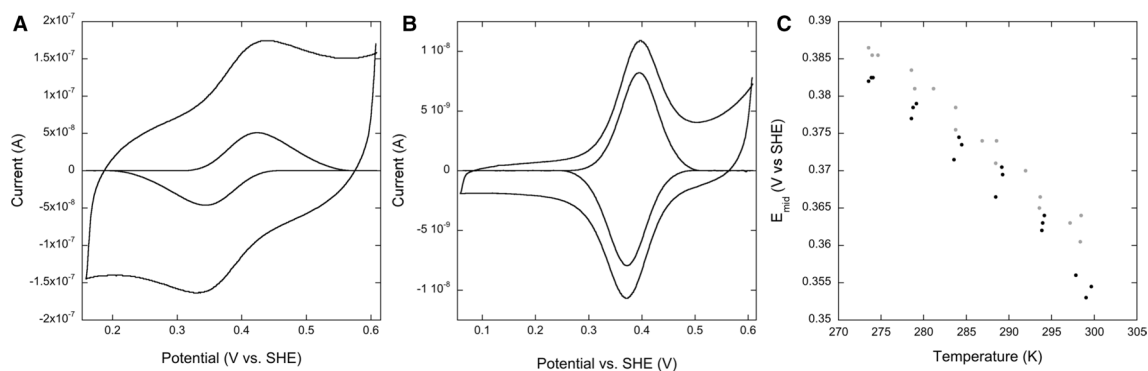 A
2x10⁻⁷
1.5x10⁻⁷
1x10⁻⁷
5x10⁻⁸
0
-5x10⁻⁸
-1x10⁻⁷
-1.5x10⁻⁷
-2x10⁻⁷
Current (A)
0.2 0.3 0.4 0.5 0.6
Potential (V vs. SHE)
B
1 10⁻⁸
5 10⁻⁹
0
-5 10⁻⁹
-1 10⁻⁸
Current (A)
0.1 0.2 0.3 0.4 0.5 0.6
Potential vs. SHE (V)
C
0.39
0.385
0.38
0.375
0.37
0.365
0.36
0.355
0.35
E_mid (V vs SHE)
270 275 280 285 290 295 300 305
Temperature (K)